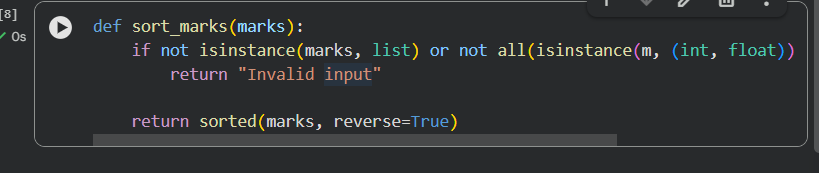 [8]
0s
def sort_marks(marks):
    if not isinstance(marks, list) or not all(isinstance(m, (int, float))
        return "Invalid input"
    return sorted(marks, reverse=True)